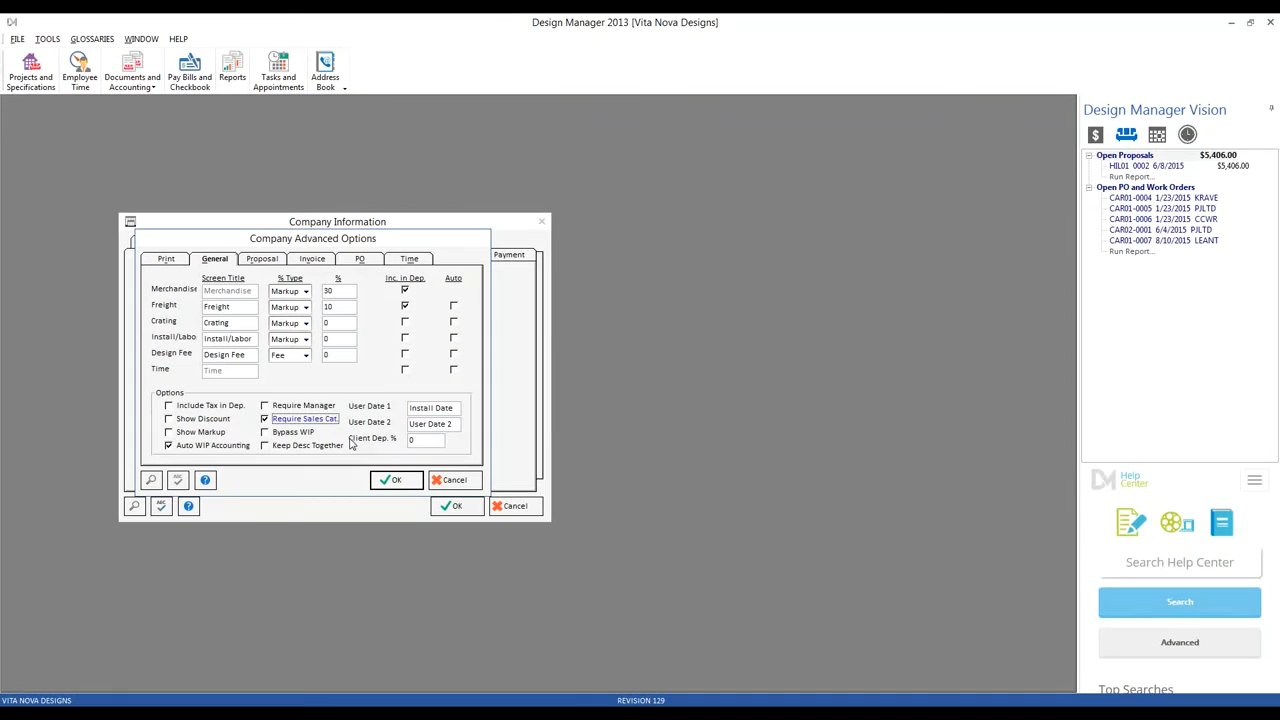 Design Manager 2013 [Vita Nova Designs]
FILE TOOLS GLOSSARIES WINDOW HELP
Projects and Specifications
Employee Time
Documents and Accounting
Pay Bills and Checkbook
Reports
Tasks and Appointments
Address Book
Design Manager Vision
Open Proposals $5,406.00
HIL01 0002 6/8/2015 $5,406.00
Run Report...
Open PO and Work Orders
CAR01-0004 1/23/2015 KRAVE
CAR01-0005 1/23/2015 PJLTD
CAR01-0006 1/23/2015 CCWR
CAR02-0001 6/4/2015 PJLTD
CAR01-0007 8/10/2015 LEANT
Run Report...
Company Information
Company Advanced Options
Print General Proposal Invoice PO Time
Payment
Screen Title % Type % Inc. in Dep. Auto
Merchandise Merchandise Markup 30
Freight Freight Markup 10
Crating Crating Markup 0
Install/Labo Install/Labor Markup 0
Design Fee Design Fee Fee 0
Time Time
Options
Include Tax in Dep. Require Manager User Date 1 Install Date
Show Discount Require Sales Cat. User Date 2 User Date 2
Show Markup Bypass WIP Client Dep. % 0
Auto WIP Accounting Keep Desc Together
OK Cancel
ABC OK Cancel
DM Help Center
Search Help Center
Search
Advanced
Top Searches
VITA NOVA DESIGNS REVISION 129